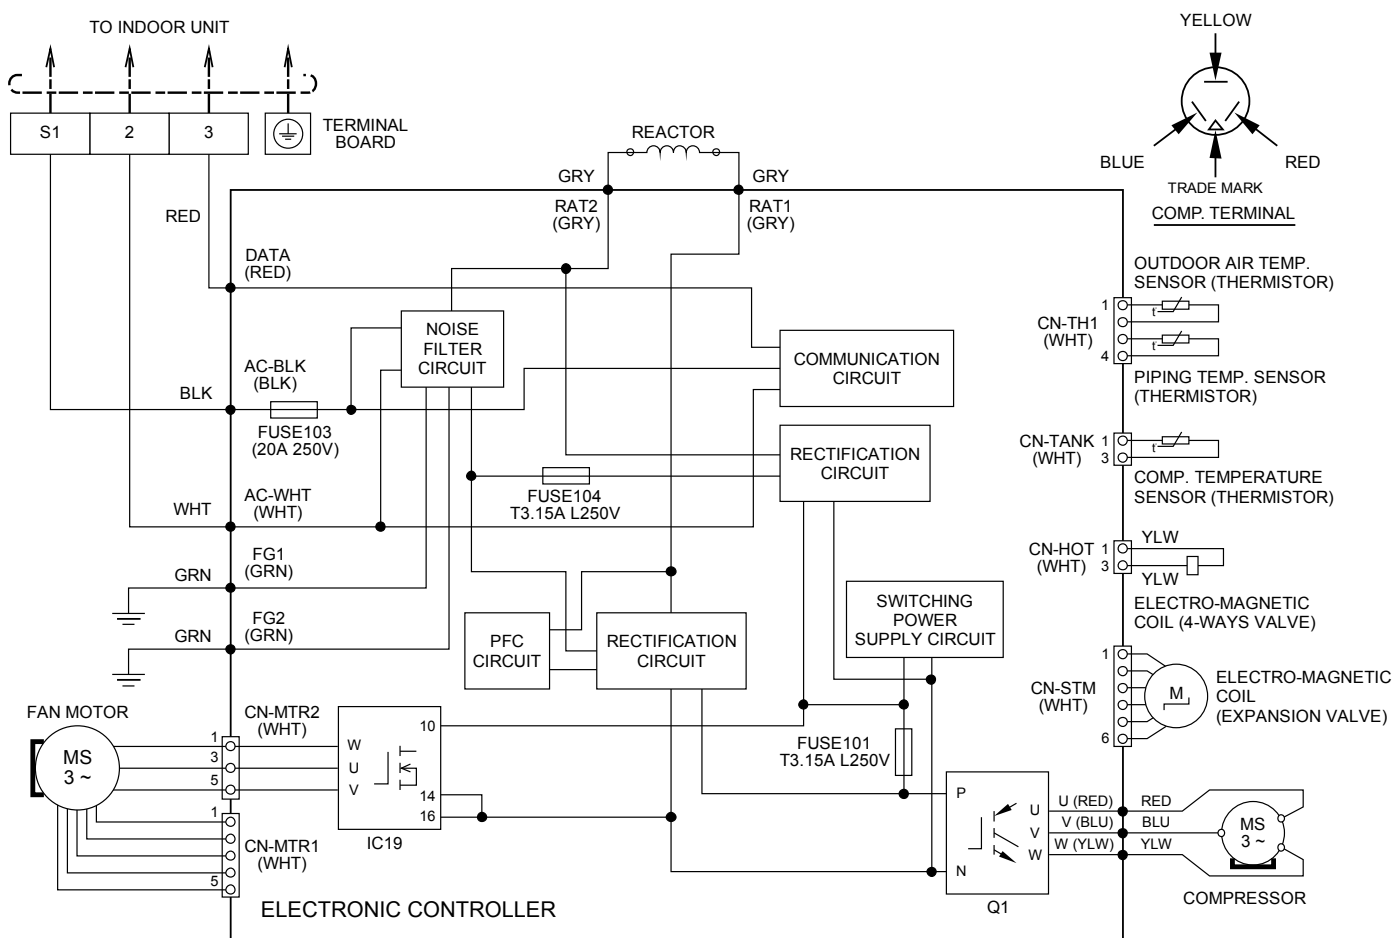 TO INDOOR UNIT
S1
2
3
TERMINAL
BOARD
REACTOR
GRY
GRY
RAT2
(GRY)
RAT1
(GRY)
YELLOW
BLUE
RED
TRADE MARK
COMP. TERMINAL
RED
DATA
(RED)
NOISE
FILTER
CIRCUIT
COMMUNICATION
CIRCUIT
AC-BLK
(BLK)
BLK
FUSE103
(20A 250V)
RECTIFICATION
CIRCUIT
FUSE104
T3.15A L250V
AC-WHT
(WHT)
WHT
FG1
(GRN)
GRN
FG2
(GRN)
GRN
PFC
CIRCUIT
RECTIFICATION
CIRCUIT
SWITCHING
POWER
SUPPLY CIRCUIT
FUSE101
T3.15A L250V
OUTDOOR AIR TEMP.
SENSOR (THERMISTOR)
CN-TH1
(WHT)
1
4
t°
t°
PIPING TEMP. SENSOR
(THERMISTOR)
CN-TANK
(WHT)
1
3
t°
COMP. TEMPERATURE
SENSOR (THERMISTOR)
CN-HOT
(WHT)
1
3
YLW
YLW
ELECTRO-MAGNETIC
COIL (4-WAYS VALVE)
CN-STM
(WHT)
1
6
M
ELECTRO-MAGNETIC
COIL
(EXPANSION VALVE)
FAN MOTOR
MS
3 ~
CN-MTR2
(WHT)
1
3
5
W
U
V
10
14
16
IC19
CN-MTR1
(WHT)
1
5
P
N
U
V
W
Q1
U (RED)
V (BLU)
W (YLW)
RED
BLU
YLW
MS
3 ~
COMPRESSOR
ELECTRONIC CONTROLLER